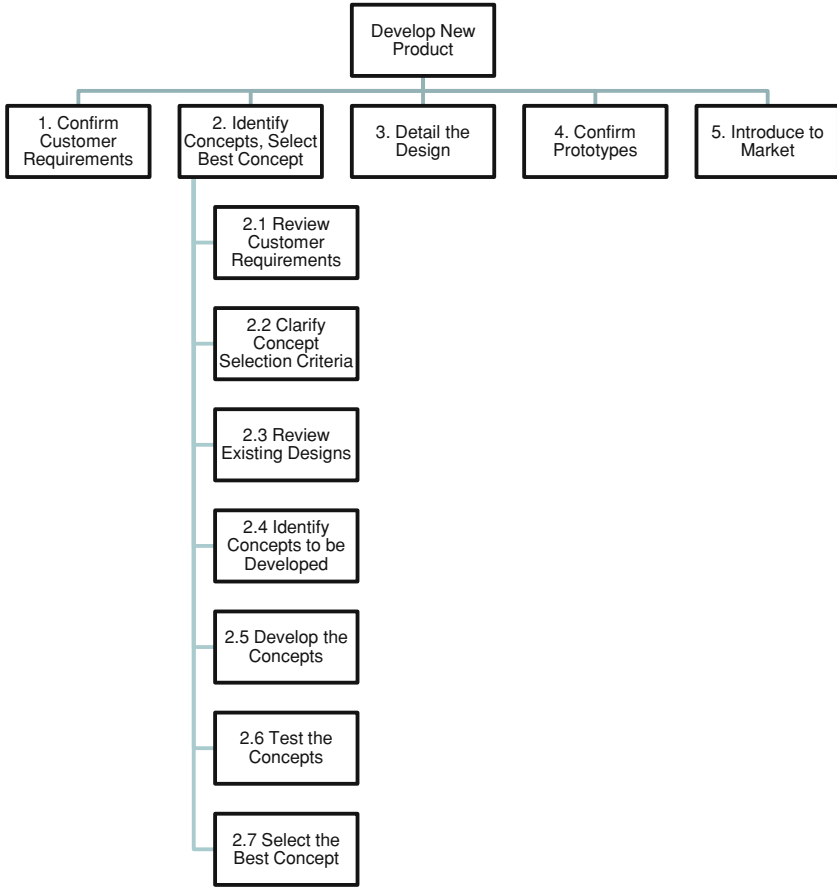 Develop New
Product
1. Confirm
Customer
Requirements
2. Identify
Concepts, Select
Best Concept
3. Detail the
Design
4. Confirm
Prototypes
5. Introduce to
Market
2.1 Review
Customer
Requirements
2.2 Clarify
Concept
Selection Criteria
2.3 Review
Existing Designs
2.4 Identify
Concepts to be
Developed
2.5 Develop the
Concepts
2.6 Test the
Concepts
2.7 Select the
Best Concept